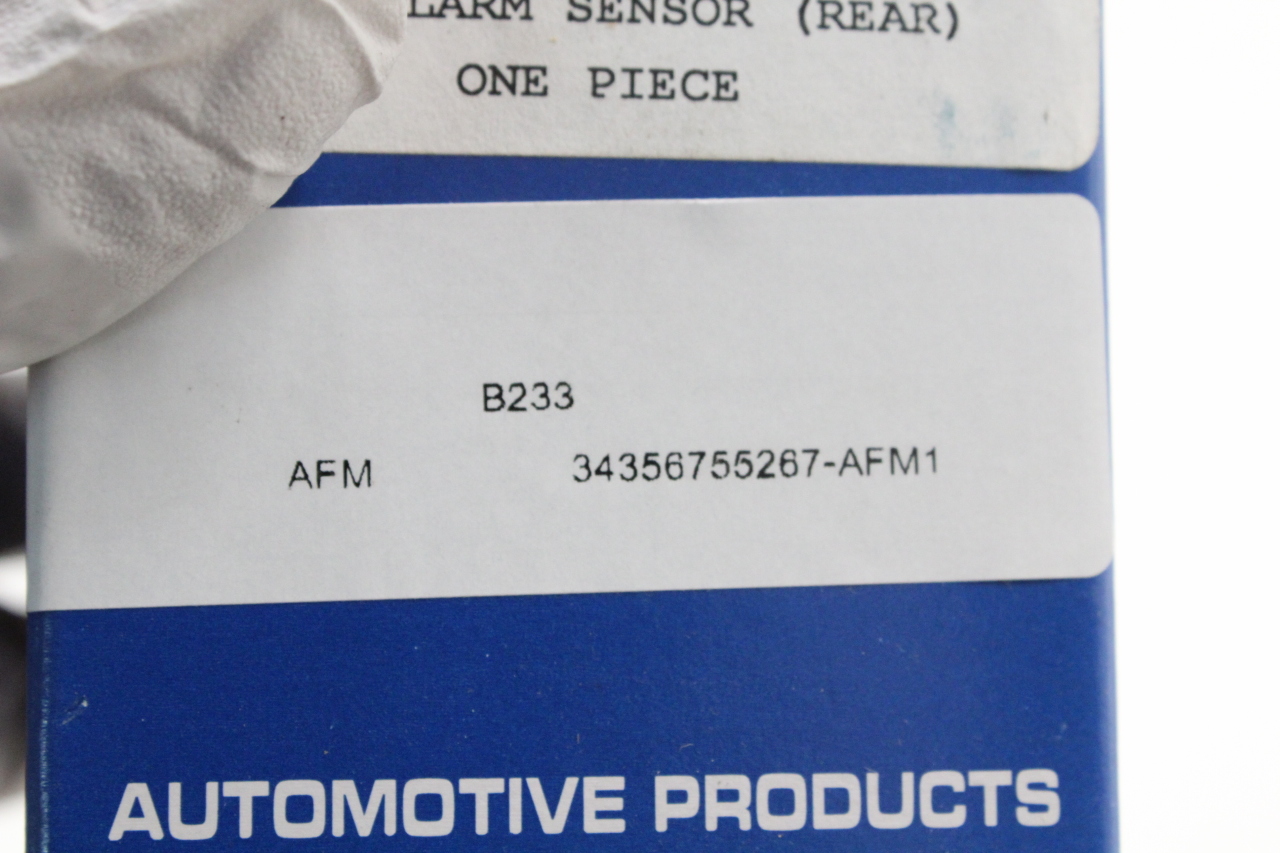 LARM SENSOR (REAR)
ONE PIECE
B233
AFM 34356755267-AFM1
AUTOMOTIVE PRODUCTS